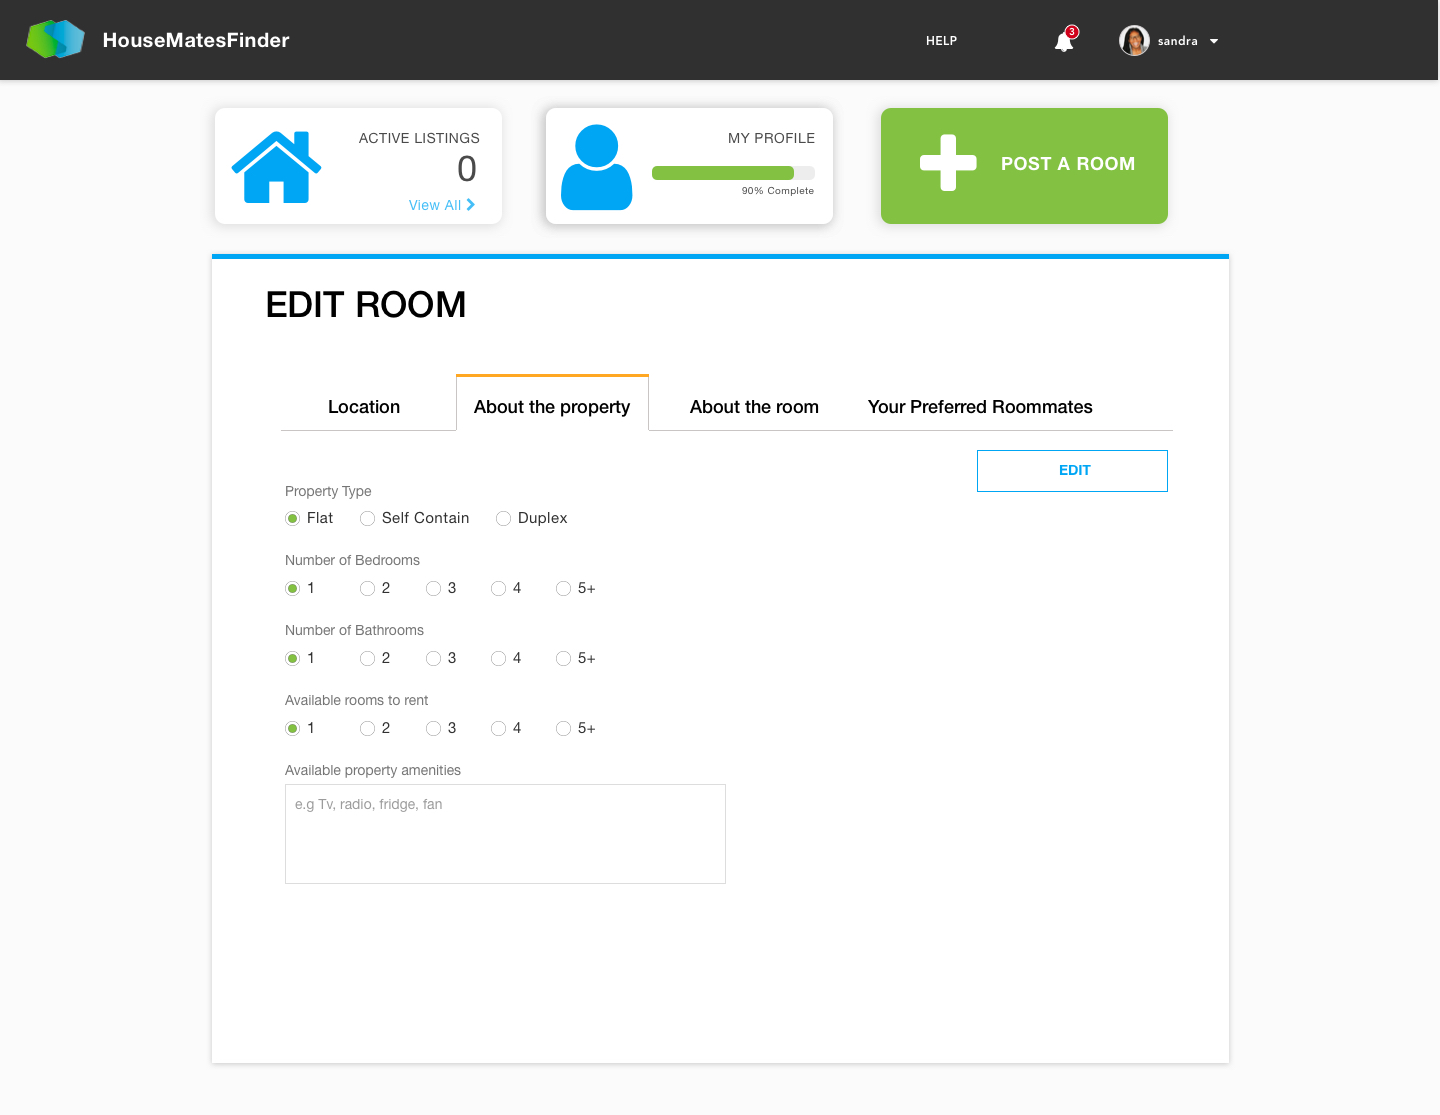 HouseMatesFinder
HELP
3
sandra
ACTIVE LISTINGS
0
View All
MY PROFILE
90% Complete
POST A ROOM
EDIT ROOM
Location
About the property
About the room
Your Preferred Roommates
EDIT
Property Type
Flat Self Contain Duplex
Number of Bedrooms
1 2 3 4 5+
Number of Bathrooms
1 2 3 4 5+
Available rooms to rent
1 2 3 4 5+
Available property amenities
e.g Tv, radio, fridge, fan